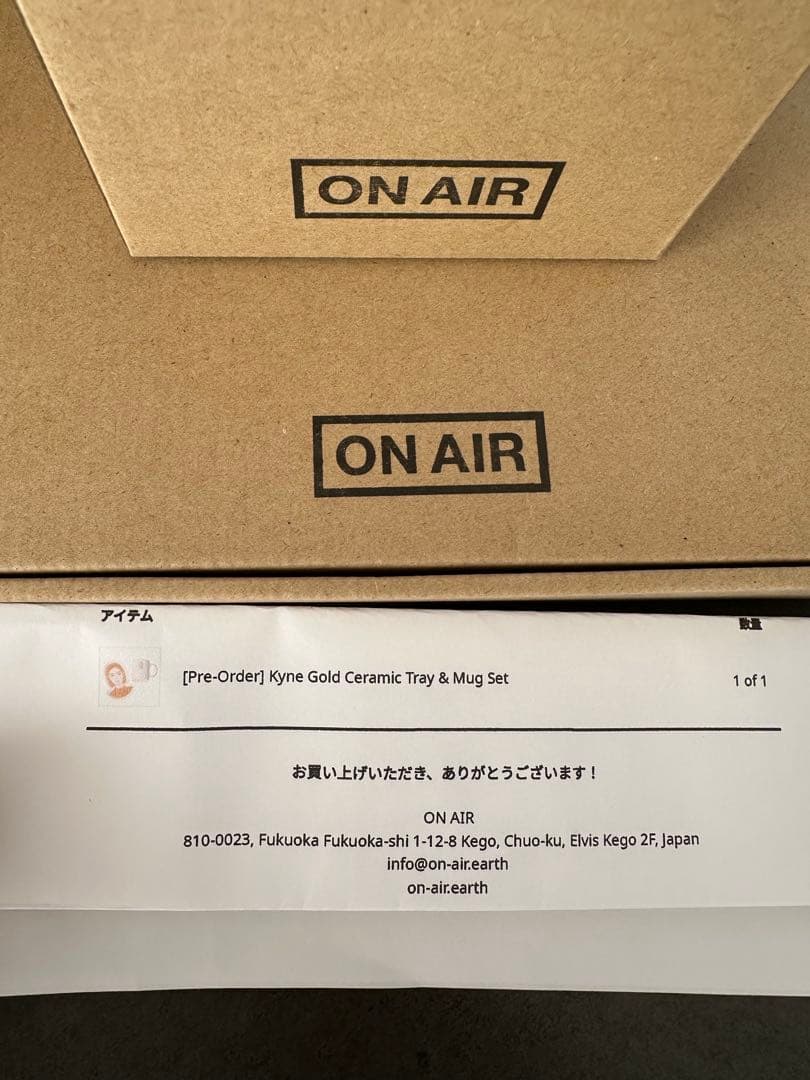 ON AIR
ON AIR
アイテム 数量
[Pre-Order] Kyne Gold Ceramic Tray & Mug Set 1 of 1
お買い上げいただき、ありがとうございます！
ON AIR
810-0023, Fukuoka Fukuoka-shi 1-12-8 Kego, Chuo-ku, Elvis Kego 2F, Japan
info@on-air.earth
on-air.earth